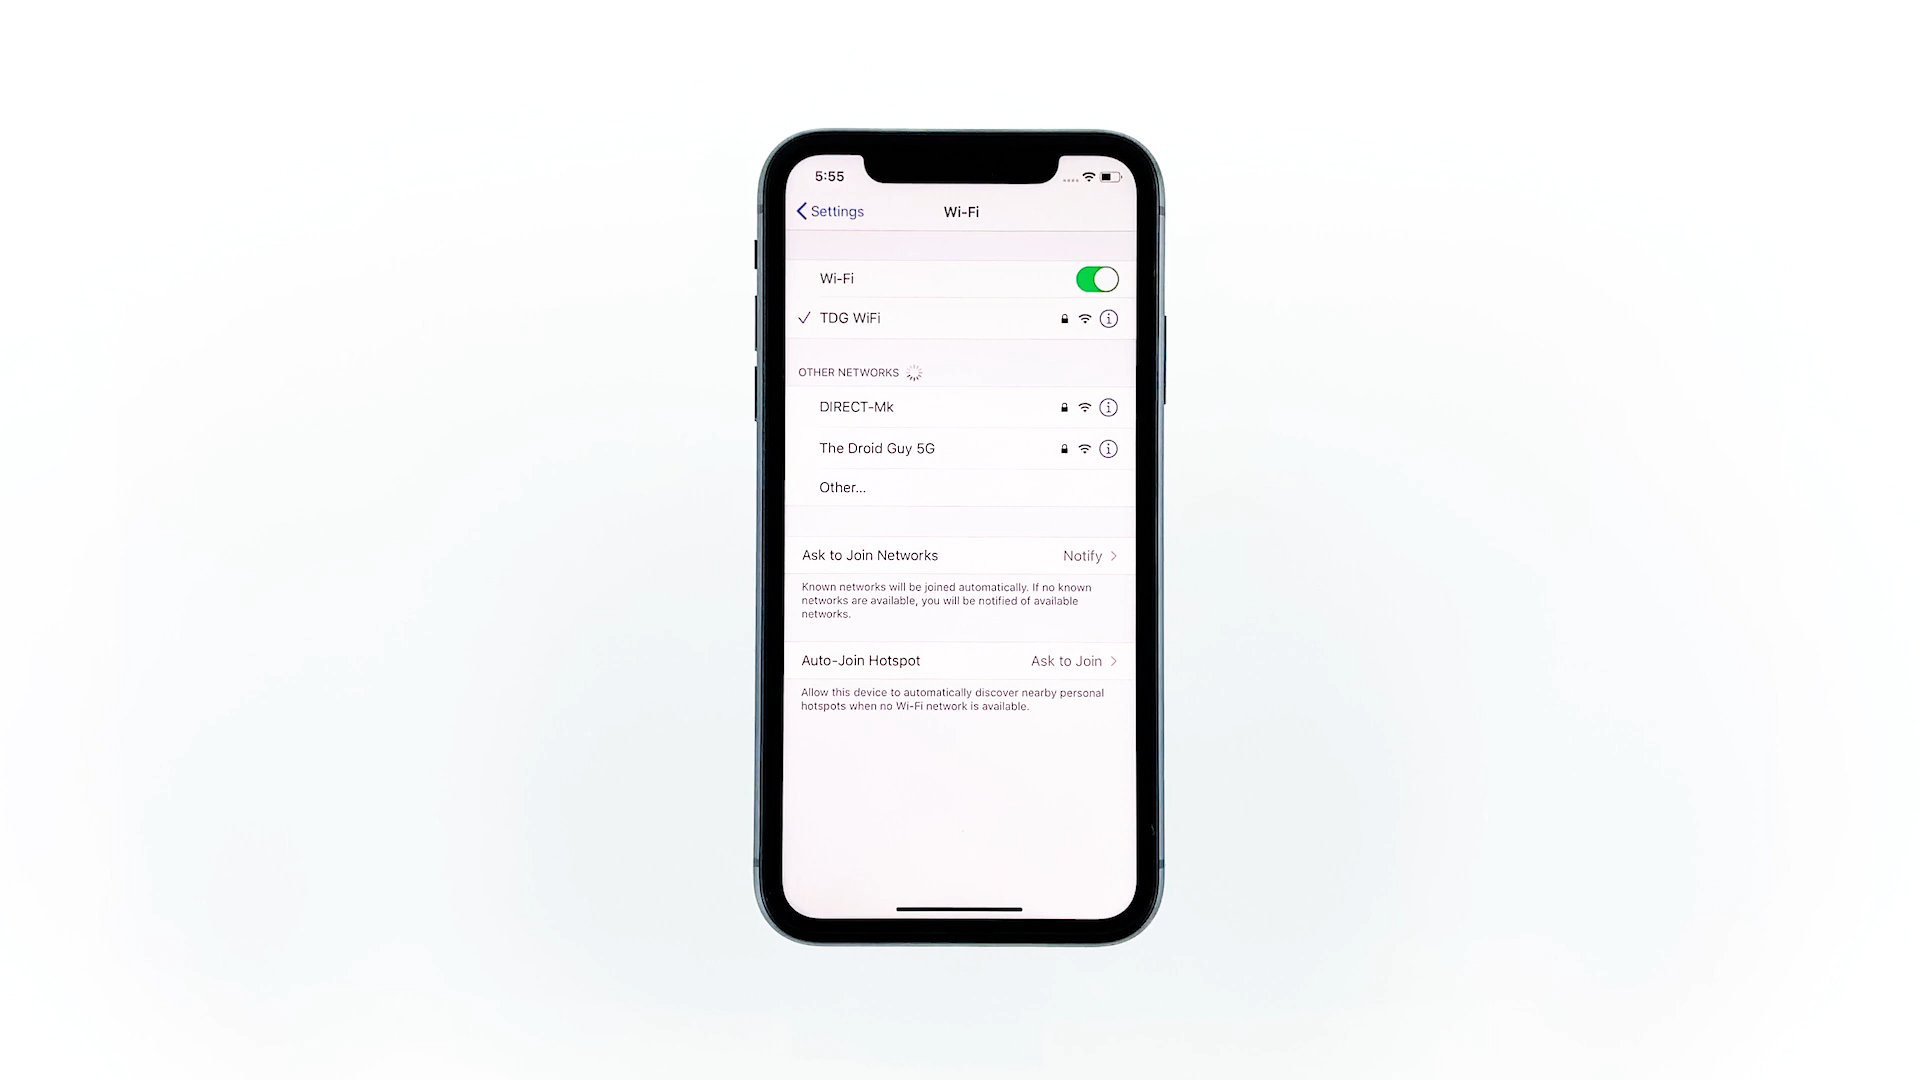 5:55
Settings
Wi-Fi
Wi-Fi
TDG WiFi
OTHER NETWORKS
DIRECT-Mk
The Droid Guy 5G
Other...
Ask to Join Networks Notify
Known networks will be joined automatically. If no known
networks are available, you will be notified of available
networks.
Auto-Join Hotspot Ask to Join
Allow this device to automatically discover nearby personal
hotspots when no Wi-Fi network is available.